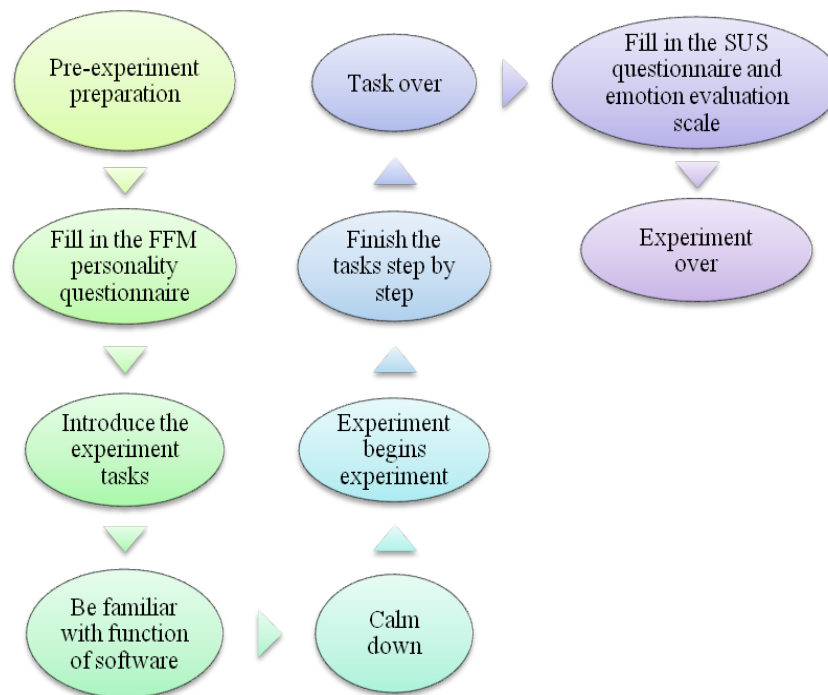 Pre-experiment
preparation
Fill in the FFM
personality
questionnaire
Introduce the
experiment
tasks
Be familiar
with function
of software
Calm
down
Experiment
begins
experiment
Finish the
tasks step by
step
Task over
Fill in the SUS
questionnaire and
emotion evaluation
scale
Experiment
over